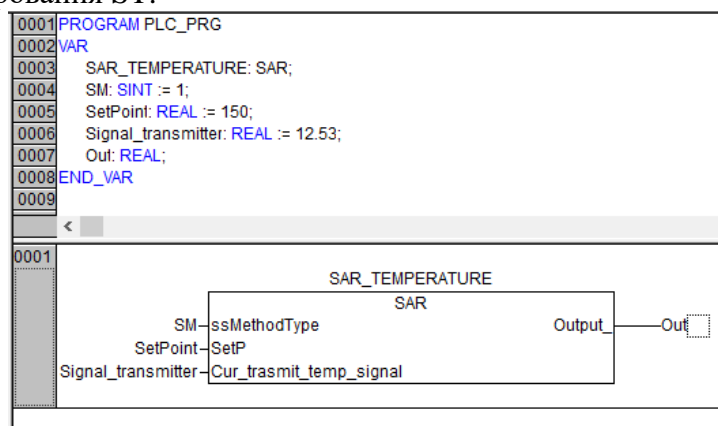 ования ST.
0001 PROGRAM PLC_PRG
0002 VAR
0003 SAR_TEMPERATURE: SAR;
0004 SM: SINT := 1;
0005 SetPoint: REAL := 150;
0006 Signal_transmitter: REAL := 12.53;
0007 Out: REAL;
0008 END_VAR
0009
<
0001
SAR_TEMPERATURE
SAR
SM ssMethodType Output_ Out
SetPoint SetP
Signal_transmitter Cur_trasmit_temp_signal